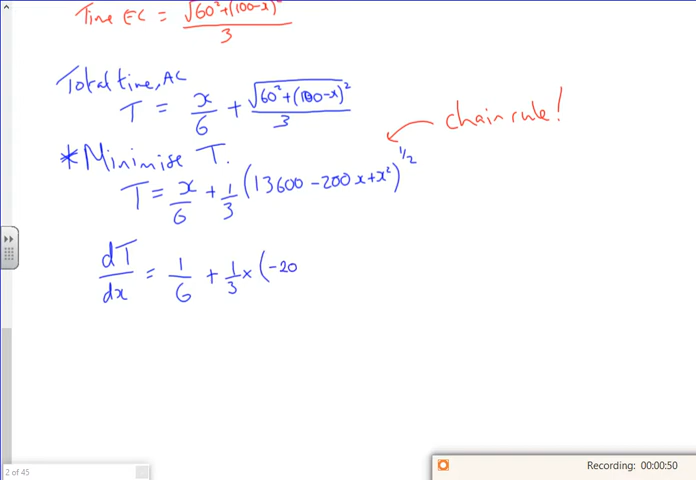 Time EC = √60²+(100-x)²
3
Total time, AC
T = x/6 + √60²+(100-x)²/3
chain rule!
*Minimise T.
T = x/6 + 1/3 (13600 - 200x + x²)^1/2
dT/dx = 1/6 + 1/3 × (-20
2 of 45
Recording: 00:00:50